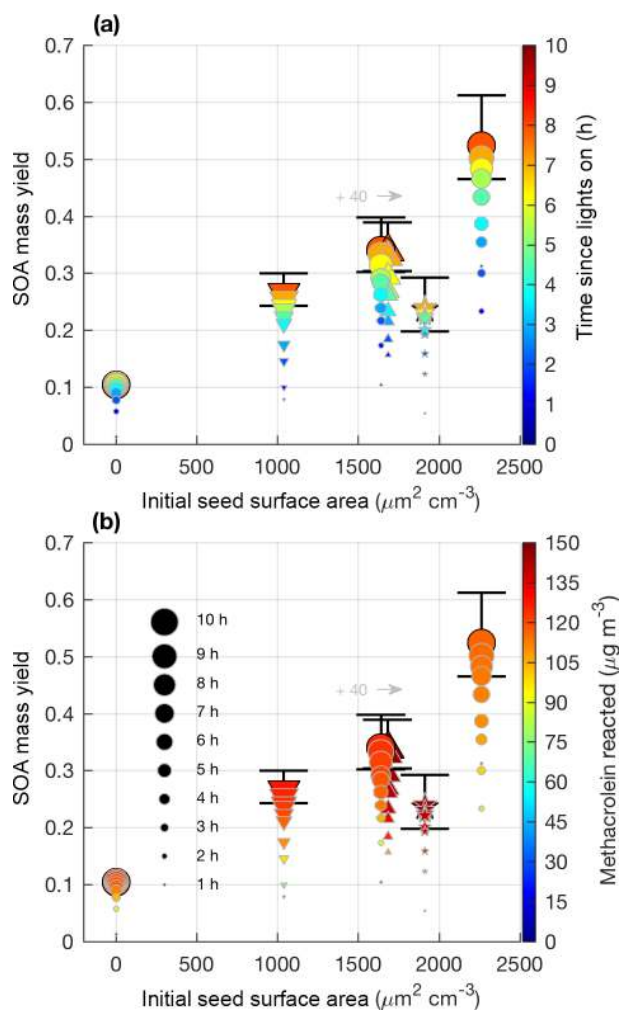 (a)
0.7
0.6
0.5
0.4
0.3
0.2
0.1
0
SOA mass yield
+ 40
0 500 1000 1500 2000 2500
Initial seed surface area (μm² cm⁻³)
10
9
8
7
6
5
4
3
2
1
0
Time since lights on (h)
(b)
0.7
0.6
0.5
0.4
0.3
0.2
0.1
0
SOA mass yield
10 h
9 h
8 h
7 h
6 h
5 h
4 h
3 h
2 h
1 h
+ 40
0 500 1000 1500 2000 2500
Initial seed surface area (μm² cm⁻³)
150
135
120
105
90
75
60
45
30
15
0
Methacrolein reacted (μg m⁻³)